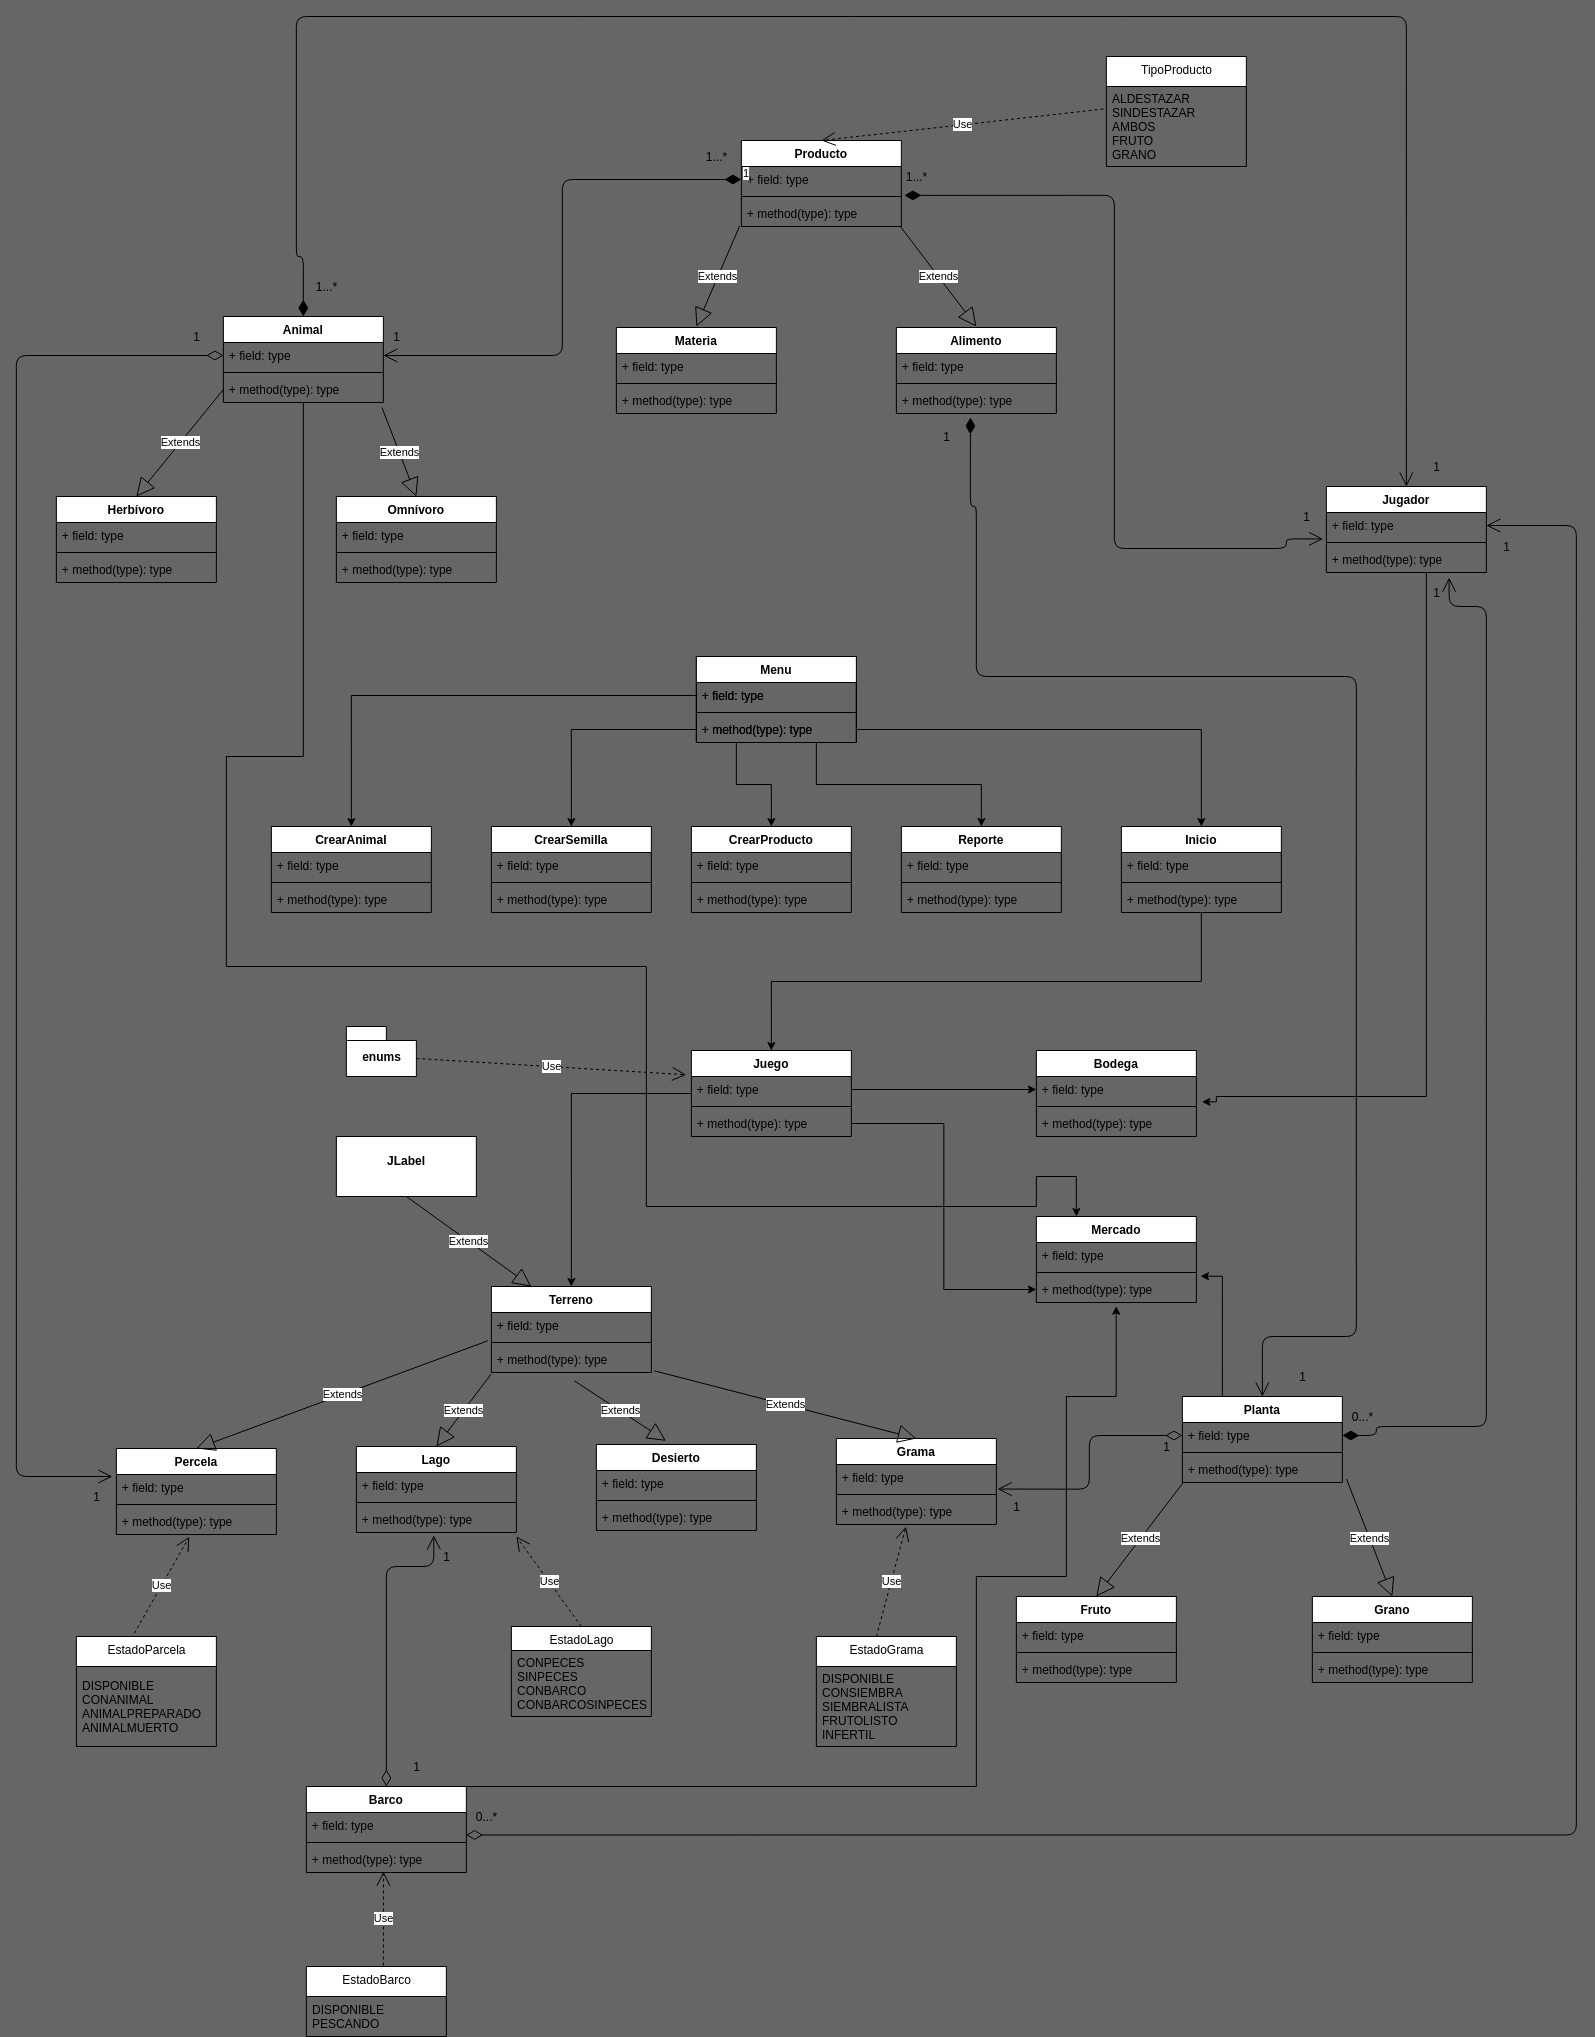 TipoProducto
ALDESTAZAR
SINDESTAZAR
AMBOS
FRUTO
GRANO
Use
1...*
Producto
1
+ field: type
+ method(type): type
1...*
Extends
Extends
1...*
1
Animal
+ field: type
+ method(type): type
1
Materia
+ field: type
+ method(type): type
Alimento
+ field: type
+ method(type): type
1
Extends
Extends
Herbívoro
+ field: type
+ method(type): type
Omnívoro
+ field: type
+ method(type): type
1
1
Jugador
+ field: type
+ method(type): type
1
1
Menu
+ field: type
+ method(type): type
CrearAnimal
+ field: type
+ method(type): type
CrearSemilla
+ field: type
+ method(type): type
CrearProducto
+ field: type
+ method(type): type
Reporte
+ field: type
+ method(type): type
Inicio
+ field: type
+ method(type): type
enums
Use
Juego
+ field: type
+ method(type): type
Bodega
+ field: type
+ method(type): type
JLabel
Extends
Mercado
+ field: type
+ method(type): type
Terreno
+ field: type
+ method(type): type
Extends
Extends
Extends
Extends
1
Planta
+ field: type
+ method(type): type
0...*
1
Percela
+ field: type
+ method(type): type
1
Lago
+ field: type
+ method(type): type
1
Desierto
+ field: type
+ method(type): type
Grama
+ field: type
+ method(type): type
1
Extends
Extends
Use
Use
Use
Fruto
+ field: type
+ method(type): type
Grano
+ field: type
+ method(type): type
EstadoParcela
DISPONIBLE
CONANIMAL
ANIMALPREPARADO
ANIMALMUERTO
EstadoLago
CONPECES
SINPECES
CONBARCO
CONBARCOSINPECES
EstadoGrama
DISPONIBLE
CONSIEMBRA
SIEMBRALISTA
FRUTOLISTO
INFERTIL
1
Barco
+ field: type
+ method(type): type
0...*
Use
EstadoBarco
DISPONIBLE
PESCANDO